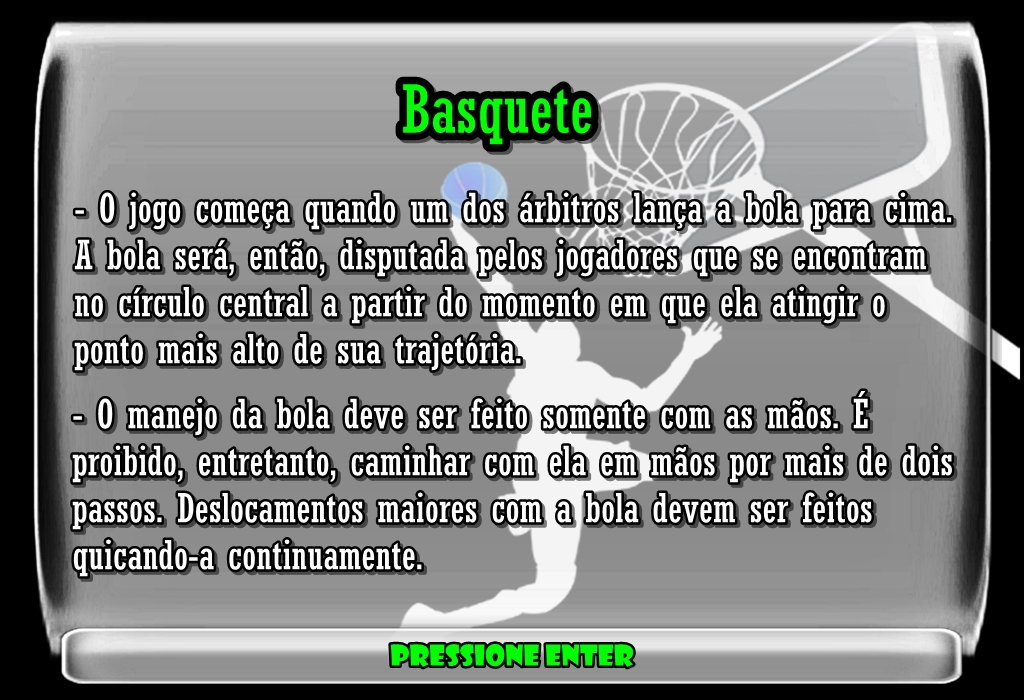 Basquete
- O jogo começa quando um dos árbitros lança a bola para cima.
A bola será, então, disputada pelos jogadores que se encontram
no círculo central a partir do momento em que ela atingir o
ponto mais alto de sua trajetória.
- O manejo da bola deve ser feito somente com as mãos. É
proibido, entretanto, caminhar com ela em mãos por mais de dois
passos. Deslocamentos maiores com a bola devem ser feitos
quicando-a continuamente.
PRESSIONE ENTER